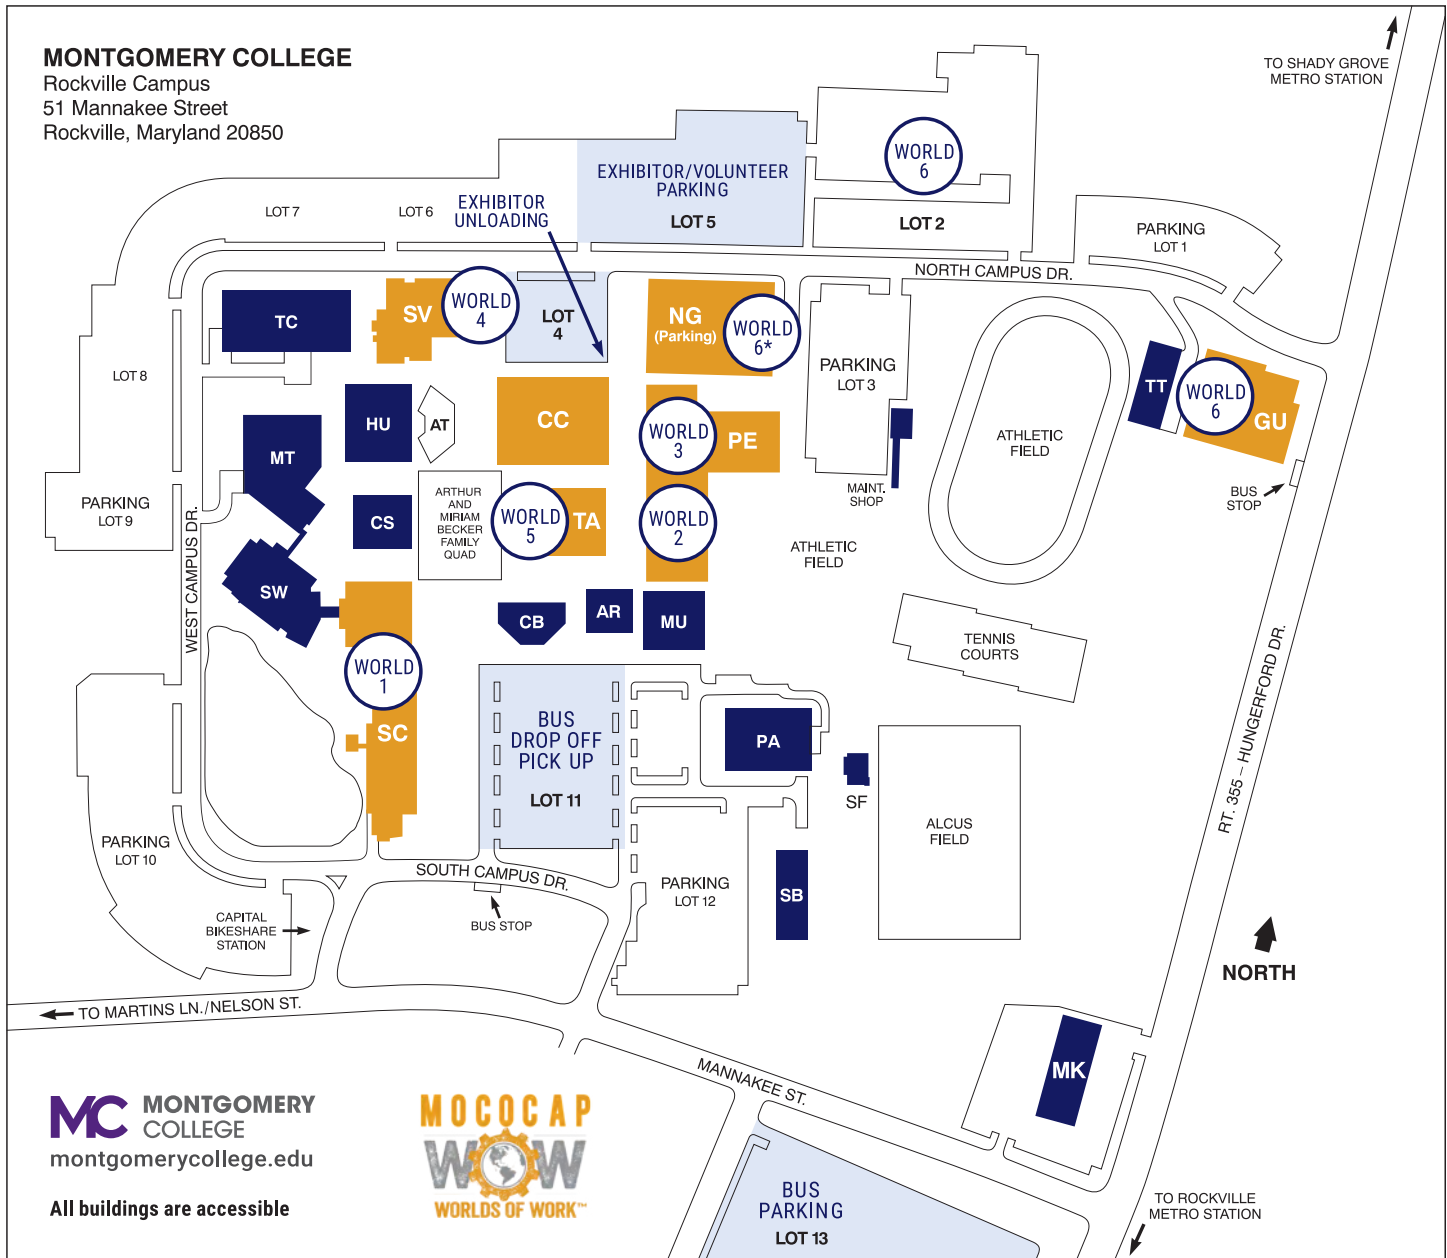 MONTGOMERY COLLEGE
Rockville Campus
51 Mannakee Street
Rockville, Maryland 20850
TO SHADY GROVE
METRO STATION
WORLD
6
EXHIBITOR/VOLUNTEER
PARKING
LOT 5
EXHIBITOR
UNLOADING
LOT 7
LOT 6
LOT 2
PARKING
LOT 1
NORTH CAMPUS DR.
TC
SV
WORLD
4
LOT
4
NG
(Parking)
WORLD
6*
PARKING
LOT 3
LOT 8
TT
WORLD
6
GU
HU
AT
CC
WORLD
3
PE
ATHLETIC
FIELD
MT
BUS
STOP
MAINT.
SHOP
PARKING
LOT 9
ARTHUR
AND
MIRIAM
BECKER
FAMILY
QUAD
CS
WORLD
5
TA
WORLD
2
ATHLETIC
FIELD
WEST CAMPUS DR.
SW
CB
AR
MU
TENNIS
COURTS
WORLD
1
SC
BUS
DROP OFF
PICK UP
LOT 11
PA
SF
RT. 355 – HUNGERFORD DR.
ALCUS
FIELD
PARKING
LOT 10
SOUTH CAMPUS DR.
PARKING
LOT 12
SB
CAPITAL
BIKESHARE
STATION
BUS STOP
NORTH
TO MARTINS LN./NELSON ST.
MANNAKEE ST.
MK
MC
MONTGOMERY
COLLEGE
montgomerycollege.edu
All buildings are accessible
MOCOCAP
WOW
WORLDS OF WORK™
BUS
PARKING
LOT 13
TO ROCKVILLE
METRO STATION